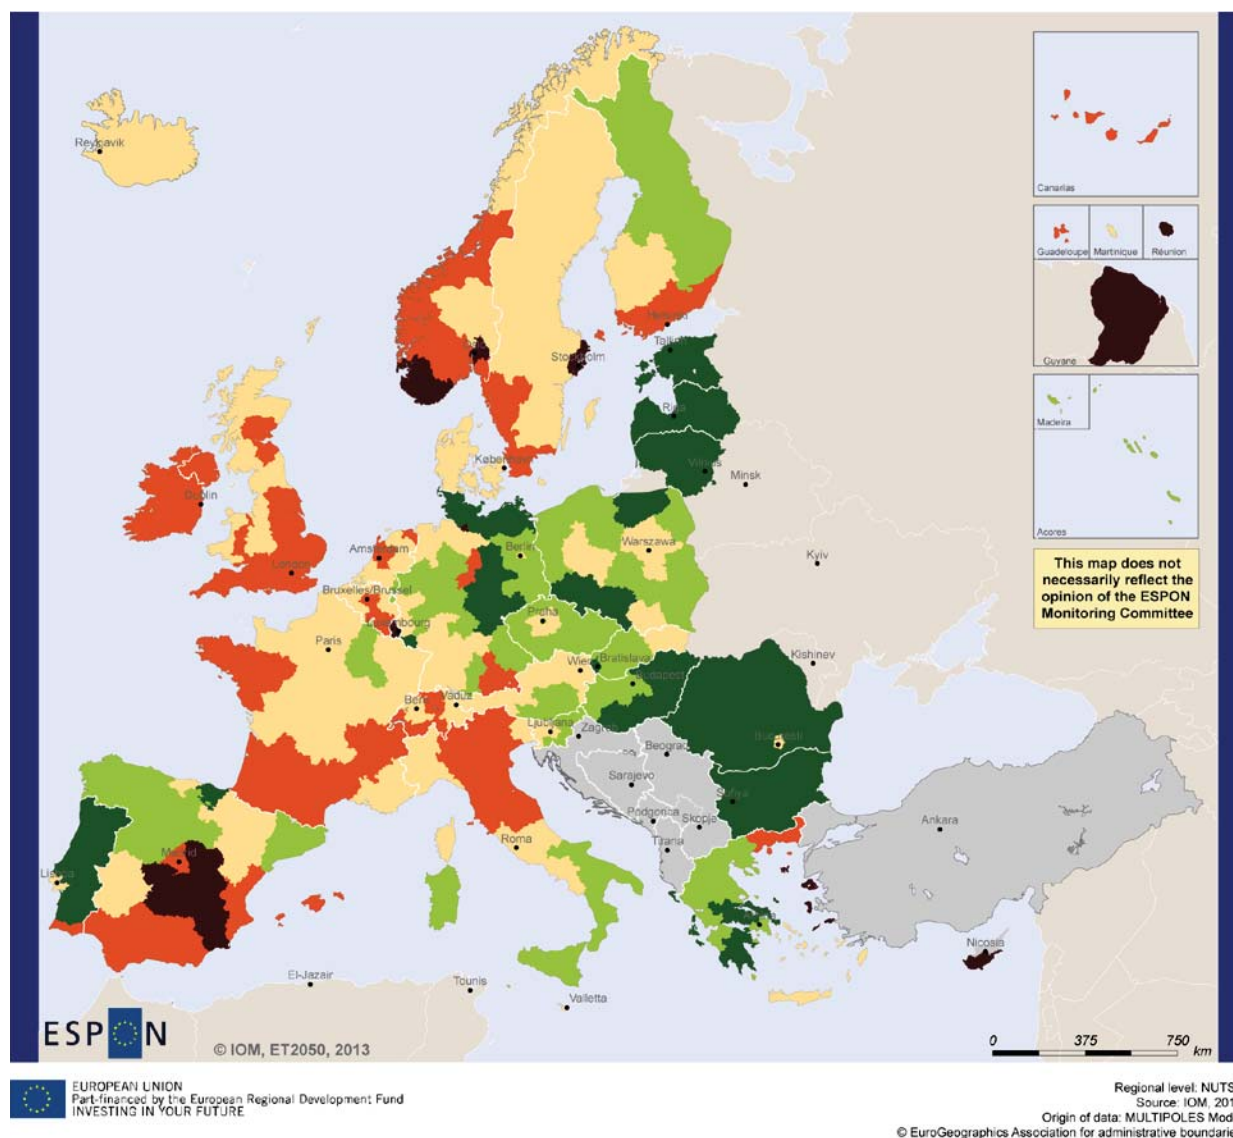 Reykjavik
Canarias
Guadeloupe
Martinique
Réunion
Guyane
Madeira
Acores
This map does not
necessarily reflect the
opinion of the ESPON
Monitoring Committee
Helsinki
Tallinn
Stockholm
Riga
København
Vilnius
Minsk
Dublin
Amsterdam
Berlin
Warszawa
London
Kyiv
Bruxelles/Brussel
Praha
Paris
Wien
Bratislava
Kishinev
Bern
Vaduz
Budapest
Ljubljana
Zagreb
Bucuresti
Beograd
Sarajevo
Sofiya
Podgorica
Skopje
Ankara
Roma
Tirana
Madrid
Lisboa
Nicosia
El-Jazair
Tounis
Valletta
ESPON
© IOM, ET2050, 2013
0 375 750
km
EUROPEAN UNION
Part-financed by the European Regional Development Fund
INVESTING IN YOUR FUTURE
Regional level: NUTS
Source: IOM, 201
Origin of data: MULTIPOLES Mod
© EuroGeographics Association for administrative boundarie